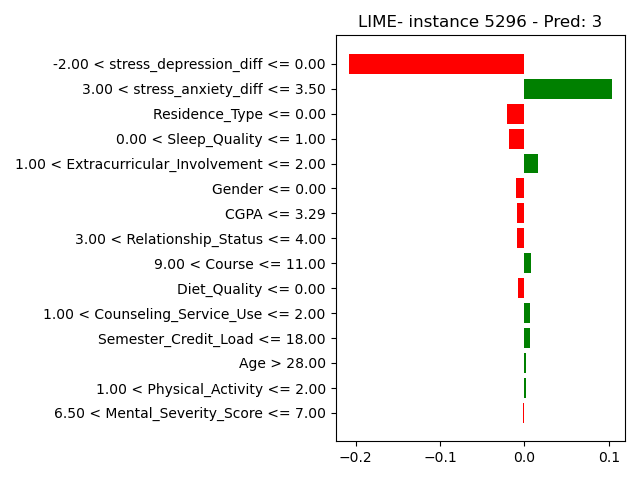 LIME- instance 5296 - Pred: 3
-2.00 < stress_depression_diff <= 0.00
3.00 < stress_anxiety_diff <= 3.50
Residence_Type <= 0.00
0.00 < Sleep_Quality <= 1.00
1.00 < Extracurricular_Involvement <= 2.00
Gender <= 0.00
CGPA <= 3.29
3.00 < Relationship_Status <= 4.00
9.00 < Course <= 11.00
Diet_Quality <= 0.00
1.00 < Counseling_Service_Use <= 2.00
Semester_Credit_Load <= 18.00
Age > 28.00
1.00 < Physical_Activity <= 2.00
6.50 < Mental_Severity_Score <= 7.00
−0.2 −0.1 0.0 0.1